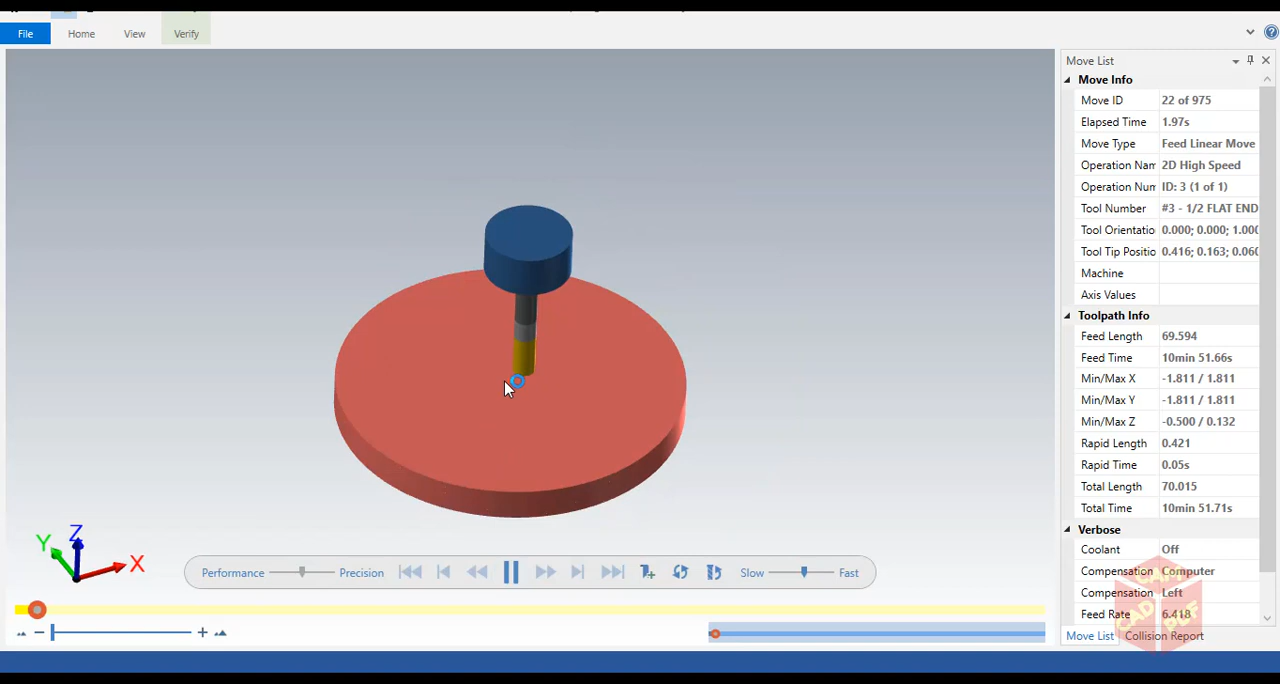 File Home View Verify
Move List
Move Info
Move ID 22 of 975
Elapsed Time 1.97s
Move Type Feed Linear Move
Operation Nam 2D High Speed
Operation Num ID: 3 (1 of 1)
Tool Number #3 - 1/2 FLAT END
Tool Orientatio 0.000; 0.000; 1.000
Tool Tip Positio 0.416; 0.163; 0.060
Machine
Axis Values
Toolpath Info
Feed Length 69.594
Feed Time 10min 51.66s
Min/Max X -1.811 / 1.811
Min/Max Y -1.811 / 1.811
Min/Max Z -0.500 / 0.132
Rapid Length 0.421
Rapid Time 0.05s
Total Length 70.015
Total Time 10min 51.71s
Verbose
Coolant Off
Compensation Computer
Compensation Left
Feed Rate 6.418
Move List Collision Report
Z
Y
X
Performance Precision Slow Fast
CAM
CAD PDF